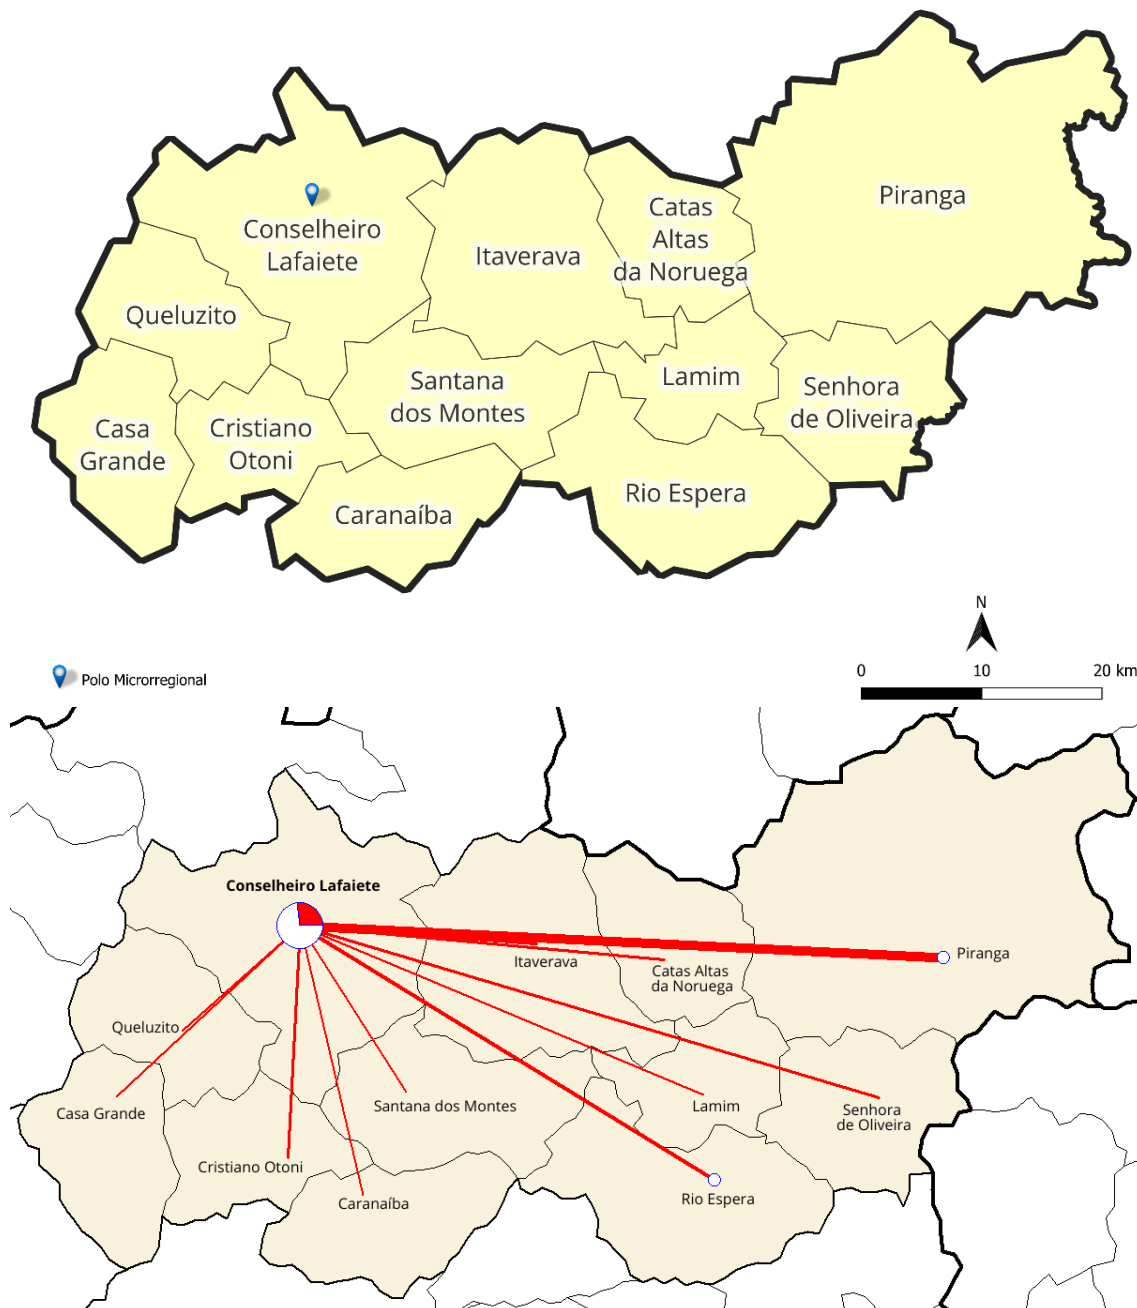 Piranga
Catas
Altas
da Noruega
Conselheiro
Lafaiete
Itaverava
Queluzito
Santana
dos Montes
Lamim
Senhora
de Oliveira
Casa
Grande
Cristiano
Otoni
Rio Espera
Caranaíba
N
Polo Microrregional
0 10 20 km
Conselheiro Lafaiete
Piranga
Itaverava
Catas Altas
da Noruega
Queluzito
Casa Grande
Santana dos Montes
Lamim
Senhora
de Oliveira
Cristiano Otoni
Caranaíba
Rio Espera